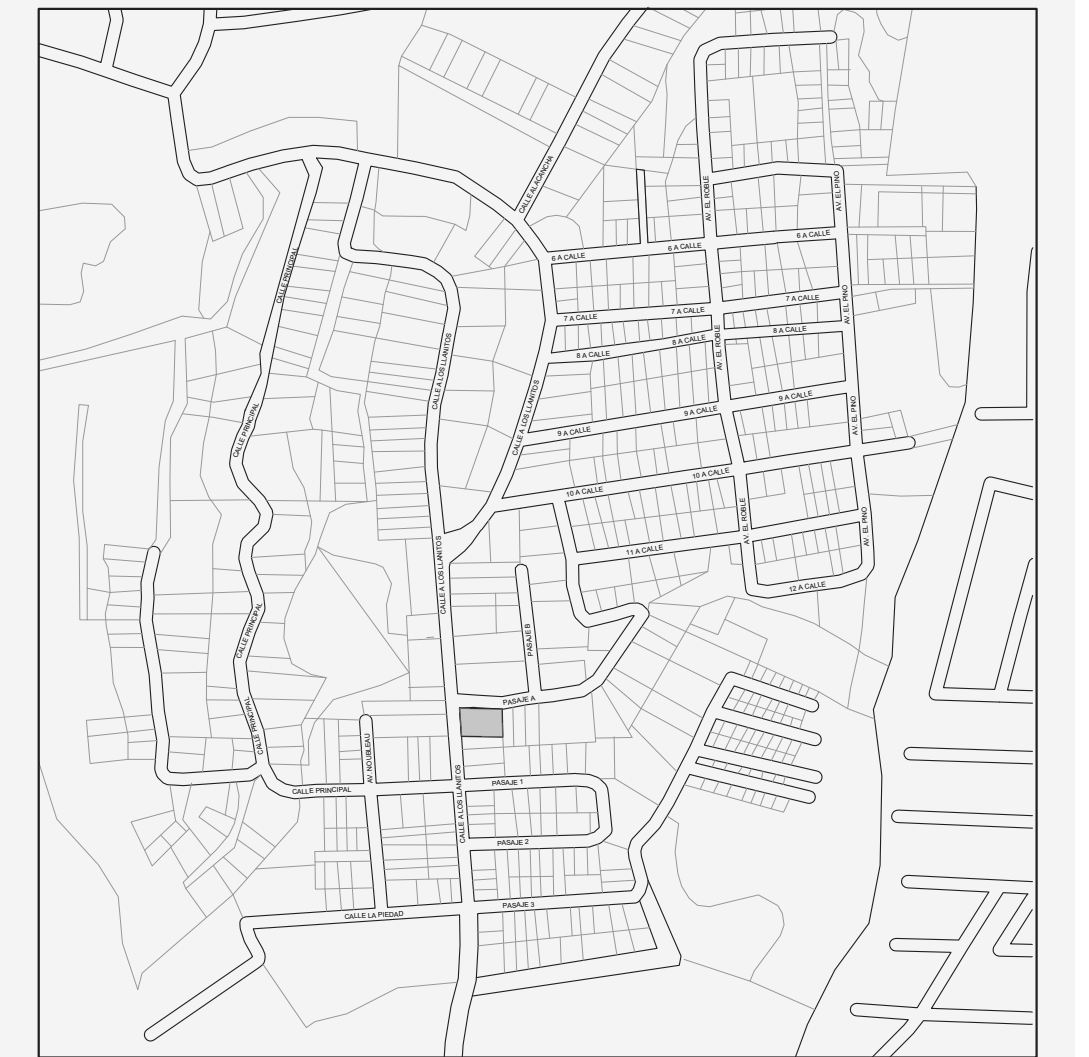 CALLE ALACANCHA
AV. EL ROBLE
AV. EL PINO
6 A CALLE
6 A CALLE
6 A CALLE
CALLE PRINCIPAL
7 A CALLE
7 A CALLE
7 A CALLE
AV. EL PINO
8 A CALLE
8 A CALLE
8 A CALLE
AV. EL ROBLE
CALLE A LOS LLANITOS
CALLE A LOS LLANITOS
9 A CALLE
9 A CALLE
9 A CALLE
AV. EL PINO
CALLE PRINCIPAL
10 A CALLE
10 A CALLE
AV. EL ROBLE
AV. EL PINO
11 A CALLE
CALLE A LOS LLANITOS
12 A CALLE
CALLE PRINCIPAL
PASAJE B
PASAJE A
CALLE PRINCIPAL
AV. NOUBLEAU
CALLE PRINCIPAL
CALLE A LOS LLANITOS
PASAJE 1
PASAJE 2
PASAJE 3
CALLE LA PIEDAD